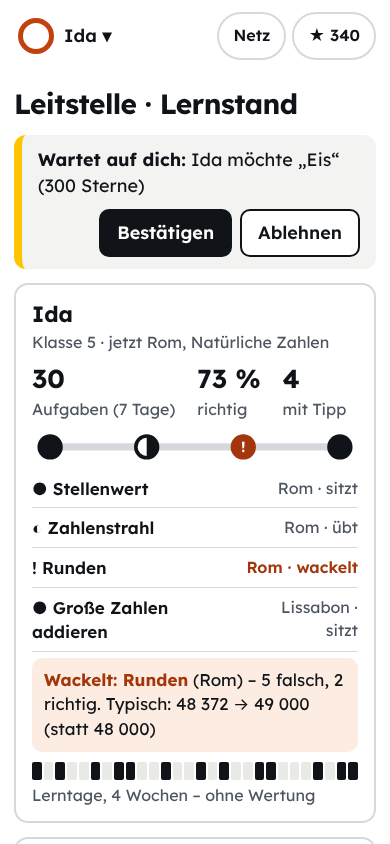 Ida ▾
Netz
★ 340
Leitstelle · Lernstand
Wartet auf dich: Ida möchte „Eis“
(300 Sterne)
Bestätigen
Ablehnen
Ida
Klasse 5 · jetzt Rom, Natürliche Zahlen
30
73 %
4
Aufgaben (7 Tage)
richtig
mit Tipp
!
● Stellenwert
Rom · sitzt
◖ Zahlenstrahl
Rom · übt
! Runden
Rom · wackelt
● Große Zahlen
addieren
Lissabon ·
sitzt
Wackelt: Runden (Rom) – 5 falsch, 2
richtig. Typisch: 48 372 → 49 000
(statt 48 000)
Lerntage, 4 Wochen – ohne Wertung